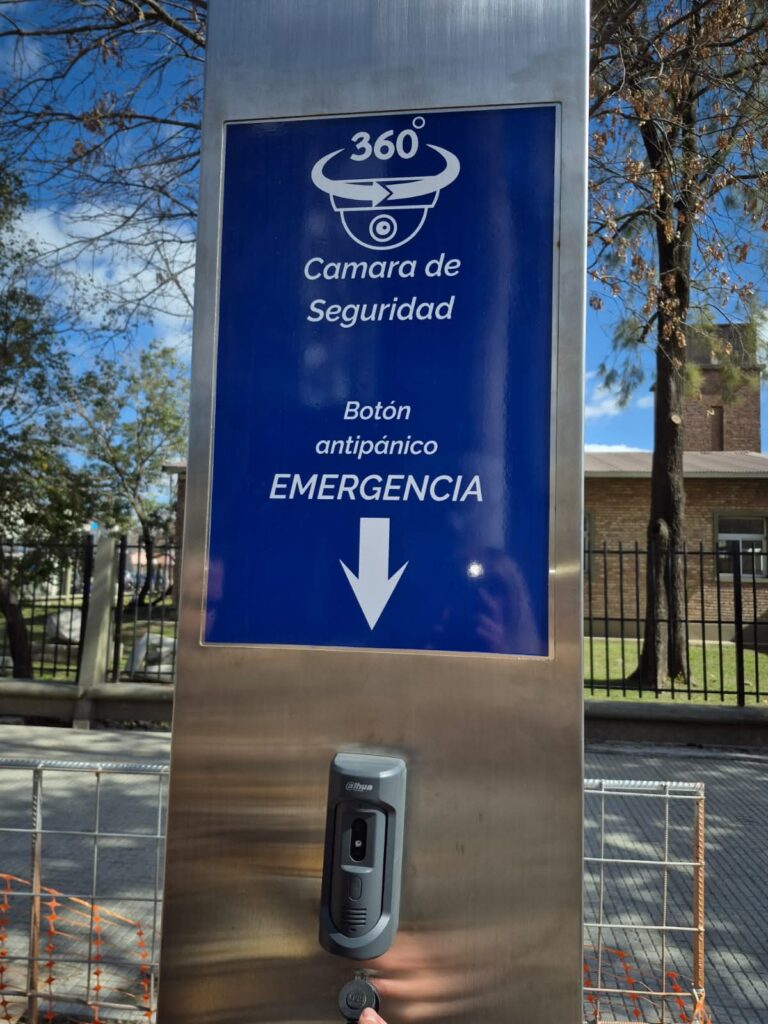 360°
Camara de
Seguridad
Botón
antipánico
EMERGENCIA
alhua